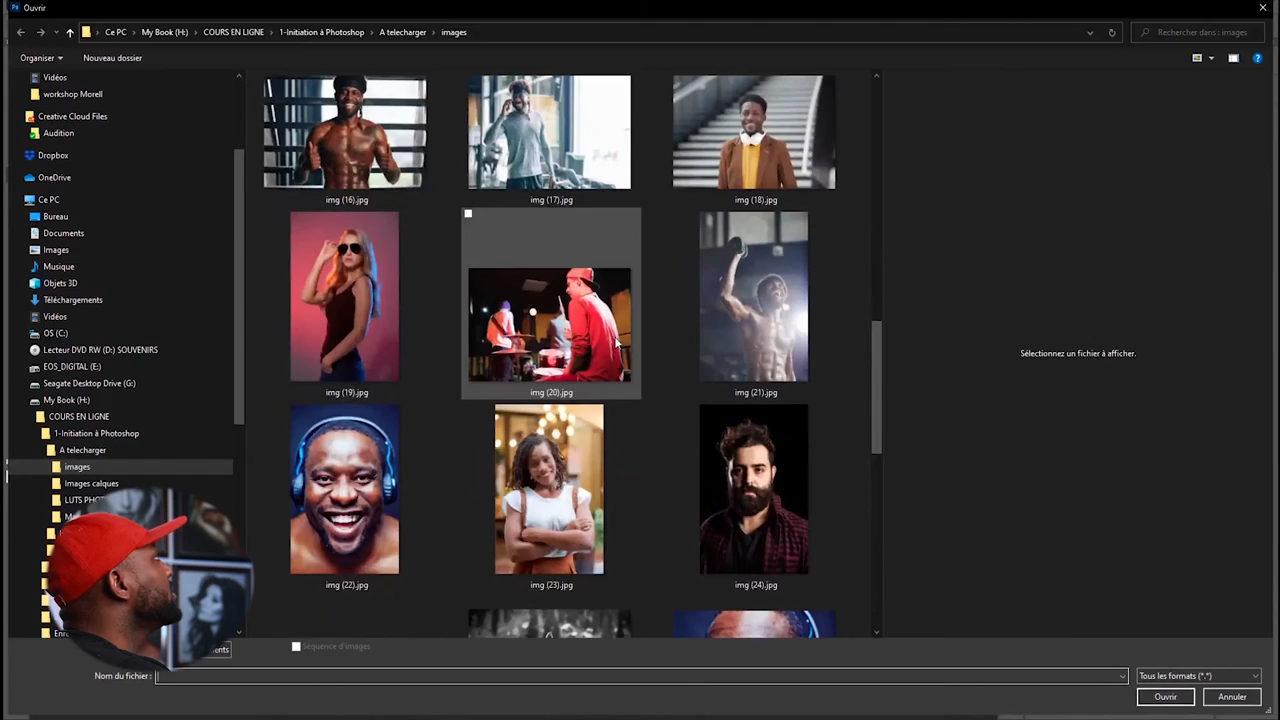 Ouvrir
Ce PC › My Book (H:) › COURS EN LIGNE › 1-Initiation à Photoshop › A telecharger › images
Rechercher dans : images
Organiser
Nouveau dossier
Vidéos
workshop Morell
Creative Cloud Files
Audition
Dropbox
OneDrive
Ce PC
Bureau
Documents
Images
Musique
Objets 3D
Téléchargements
Vidéos
OS (C:)
Lecteur DVD RW (D:) SOUVENIRS
EOS_DIGITAL (E:)
Seagate Desktop Drive (G:)
My Book (H:)
COURS EN LIGNE
1-Initiation à Photoshop
A telecharger
images
Images calques
LUTS
img (16).jpg
img (17).jpg
img (18).jpg
img (19).jpg
img (20).jpg
img (21).jpg
img (22).jpg
img (23).jpg
img (24).jpg
Sélectionnez un fichier à afficher.
Séquence d'images
Nom du fichier :
Tous les formats (*.*)
Ouvrir
Annuler